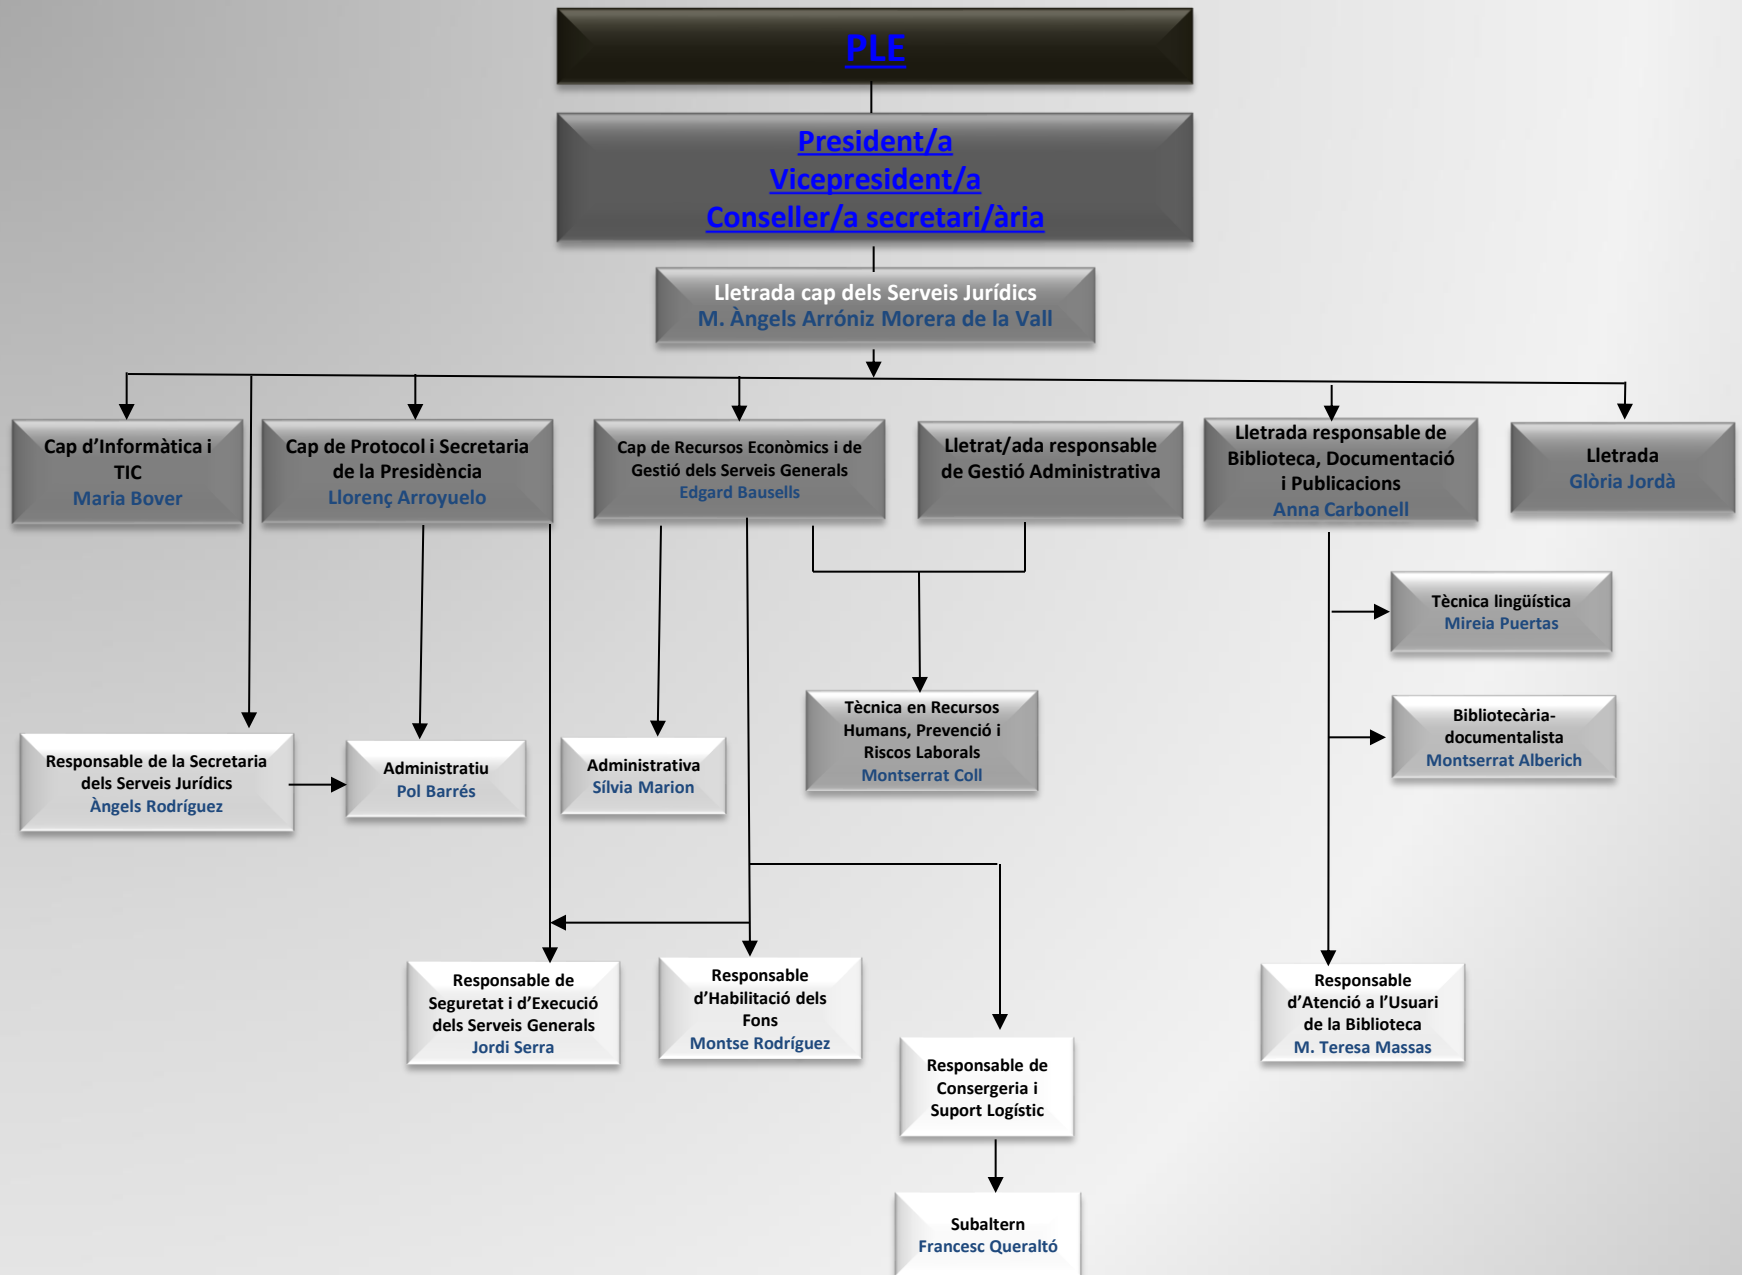 PLE
President/a
Vicepresident/a
Conseller/a secretari/ària
Lletrada cap dels Serveis Jurídics
M. Àngels Arróniz Morera de la Vall
Cap d’Informàtica i
TIC
Maria Bover
Cap de Protocol i Secretaria
de la Presidència
Llorenç Arroyuelo
Cap de Recursos Econòmics i de
Gestió dels Serveis Generals
Edgard Bausells
Lletrat/ada responsable
de Gestió Administrativa
Lletrada responsable de
Biblioteca, Documentació
i Publicacions
Anna Carbonell
Lletrada
Glòria Jordà
Tècnica lingüística
Mireia Puertas
Bibliotecària-
documentalista
Montserrat Alberich
Responsable de la Secretaria
dels Serveis Jurídics
Àngels Rodríguez
Administratiu
Pol Barrés
Administrativa
Sílvia Marion
Tècnica en Recursos
Humans, Prevenció i
Riscos Laborals
Montserrat Coll
Responsable de
Seguretat i d’Execució
dels Serveis Generals
Jordi Serra
Responsable
d’Habilitació dels
Fons
Montse Rodríguez
Responsable de
Consergeria i
Suport Logístic
Responsable
d’Atenció a l’Usuari
de la Biblioteca
M. Teresa Massas
Subaltern
Francesc Queraltó